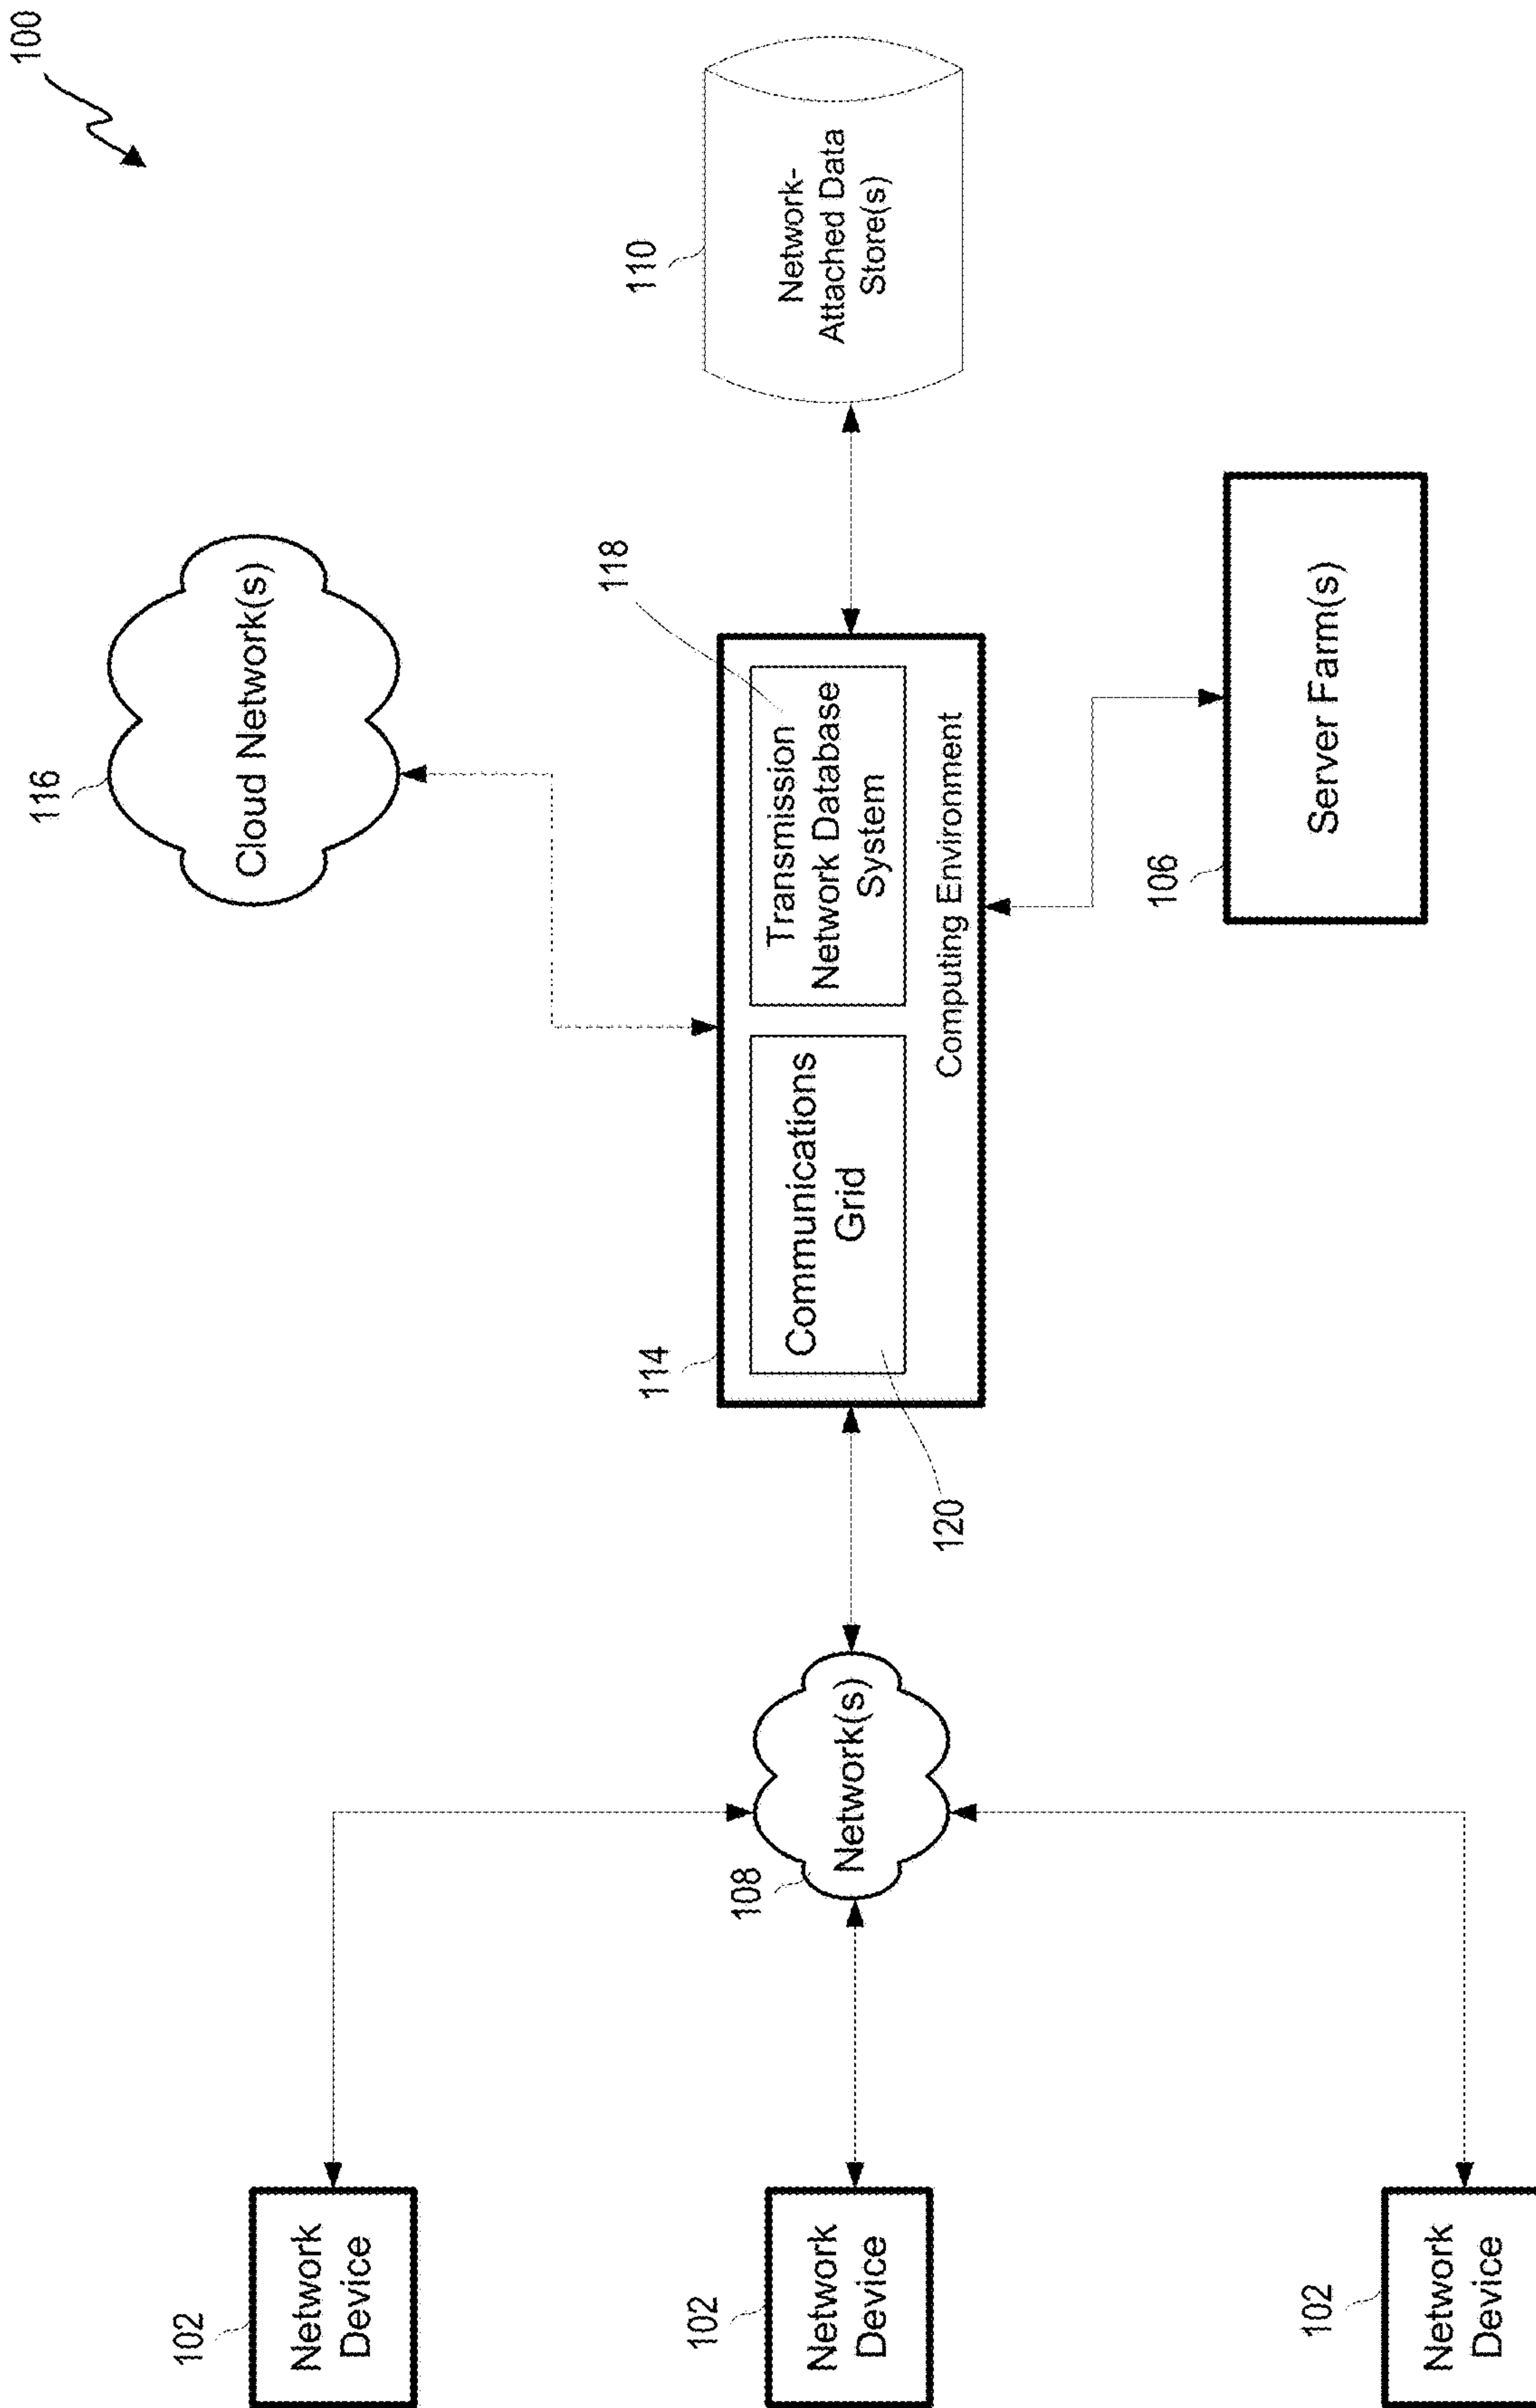 100
116
Cloud Network(s)
118
110
Network-
Attached Data
Store(s)
114
Communications
Grid
Transmission
Network Database
System
Computing Environment
120
106
Server Farm(s)
108
Network(s)
102
Network
Device
102
Network
Device
102
Network
Device